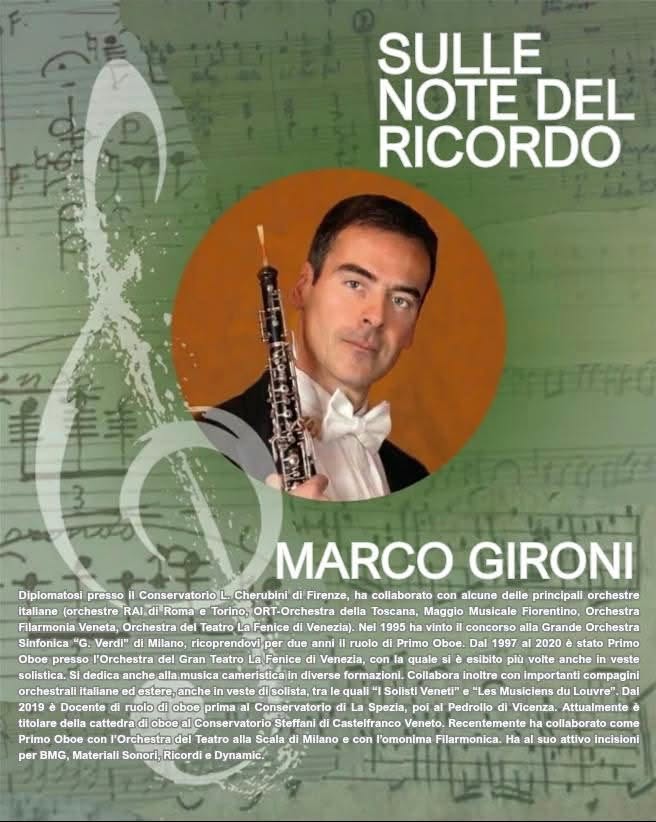 SULLE
NOTE DEL
RICORDO
MARCO GIRONI
Diplomatosi presso il Conservatorio L. Cherubini di Firenze, ha collaborato con alcune delle principali orchestre
italiane (orchestre RAI di Roma e Torino, ORT-Orchestra della Toscana, Maggio Musicale Fiorentino, Orchestra
Filarmonia Veneta, Orchestra del Teatro La Fenice di Venezia). Nel 1995 ha vinto il concorso alla Grande Orchestra
Sinfonica “G. Verdi” di Milano, ricoprendovi per due anni il ruolo di Primo Oboe. Dal 1997 al 2020 è stato Primo
Oboe presso l’Orchestra del Gran Teatro La Fenice di Venezia, con la quale si è esibito più volte anche in veste
solistica. Si dedica anche alla musica cameristica in diverse formazioni. Collabora inoltre con importanti compagini
orchestrali italiane ed estere, anche in veste di solista, tra le quali “I Solisti Veneti” e “Les Musiciens du Louvre”. Dal
2019 è Docente di ruolo di oboe prima al Conservatorio di La Spezia, poi al Pedrollo di Vicenza. Attualmente è
titolare della cattedra di oboe al Conservatorio Steffani di Castelfranco Veneto. Recentemente ha collaborato come
Primo Oboe con l’Orchestra del Teatro alla Scala di Milano e con l’omonima Filarmonica. Ha al suo attivo incisioni
per BMG, Materiali Sonori, Ricordi e Dynamic.